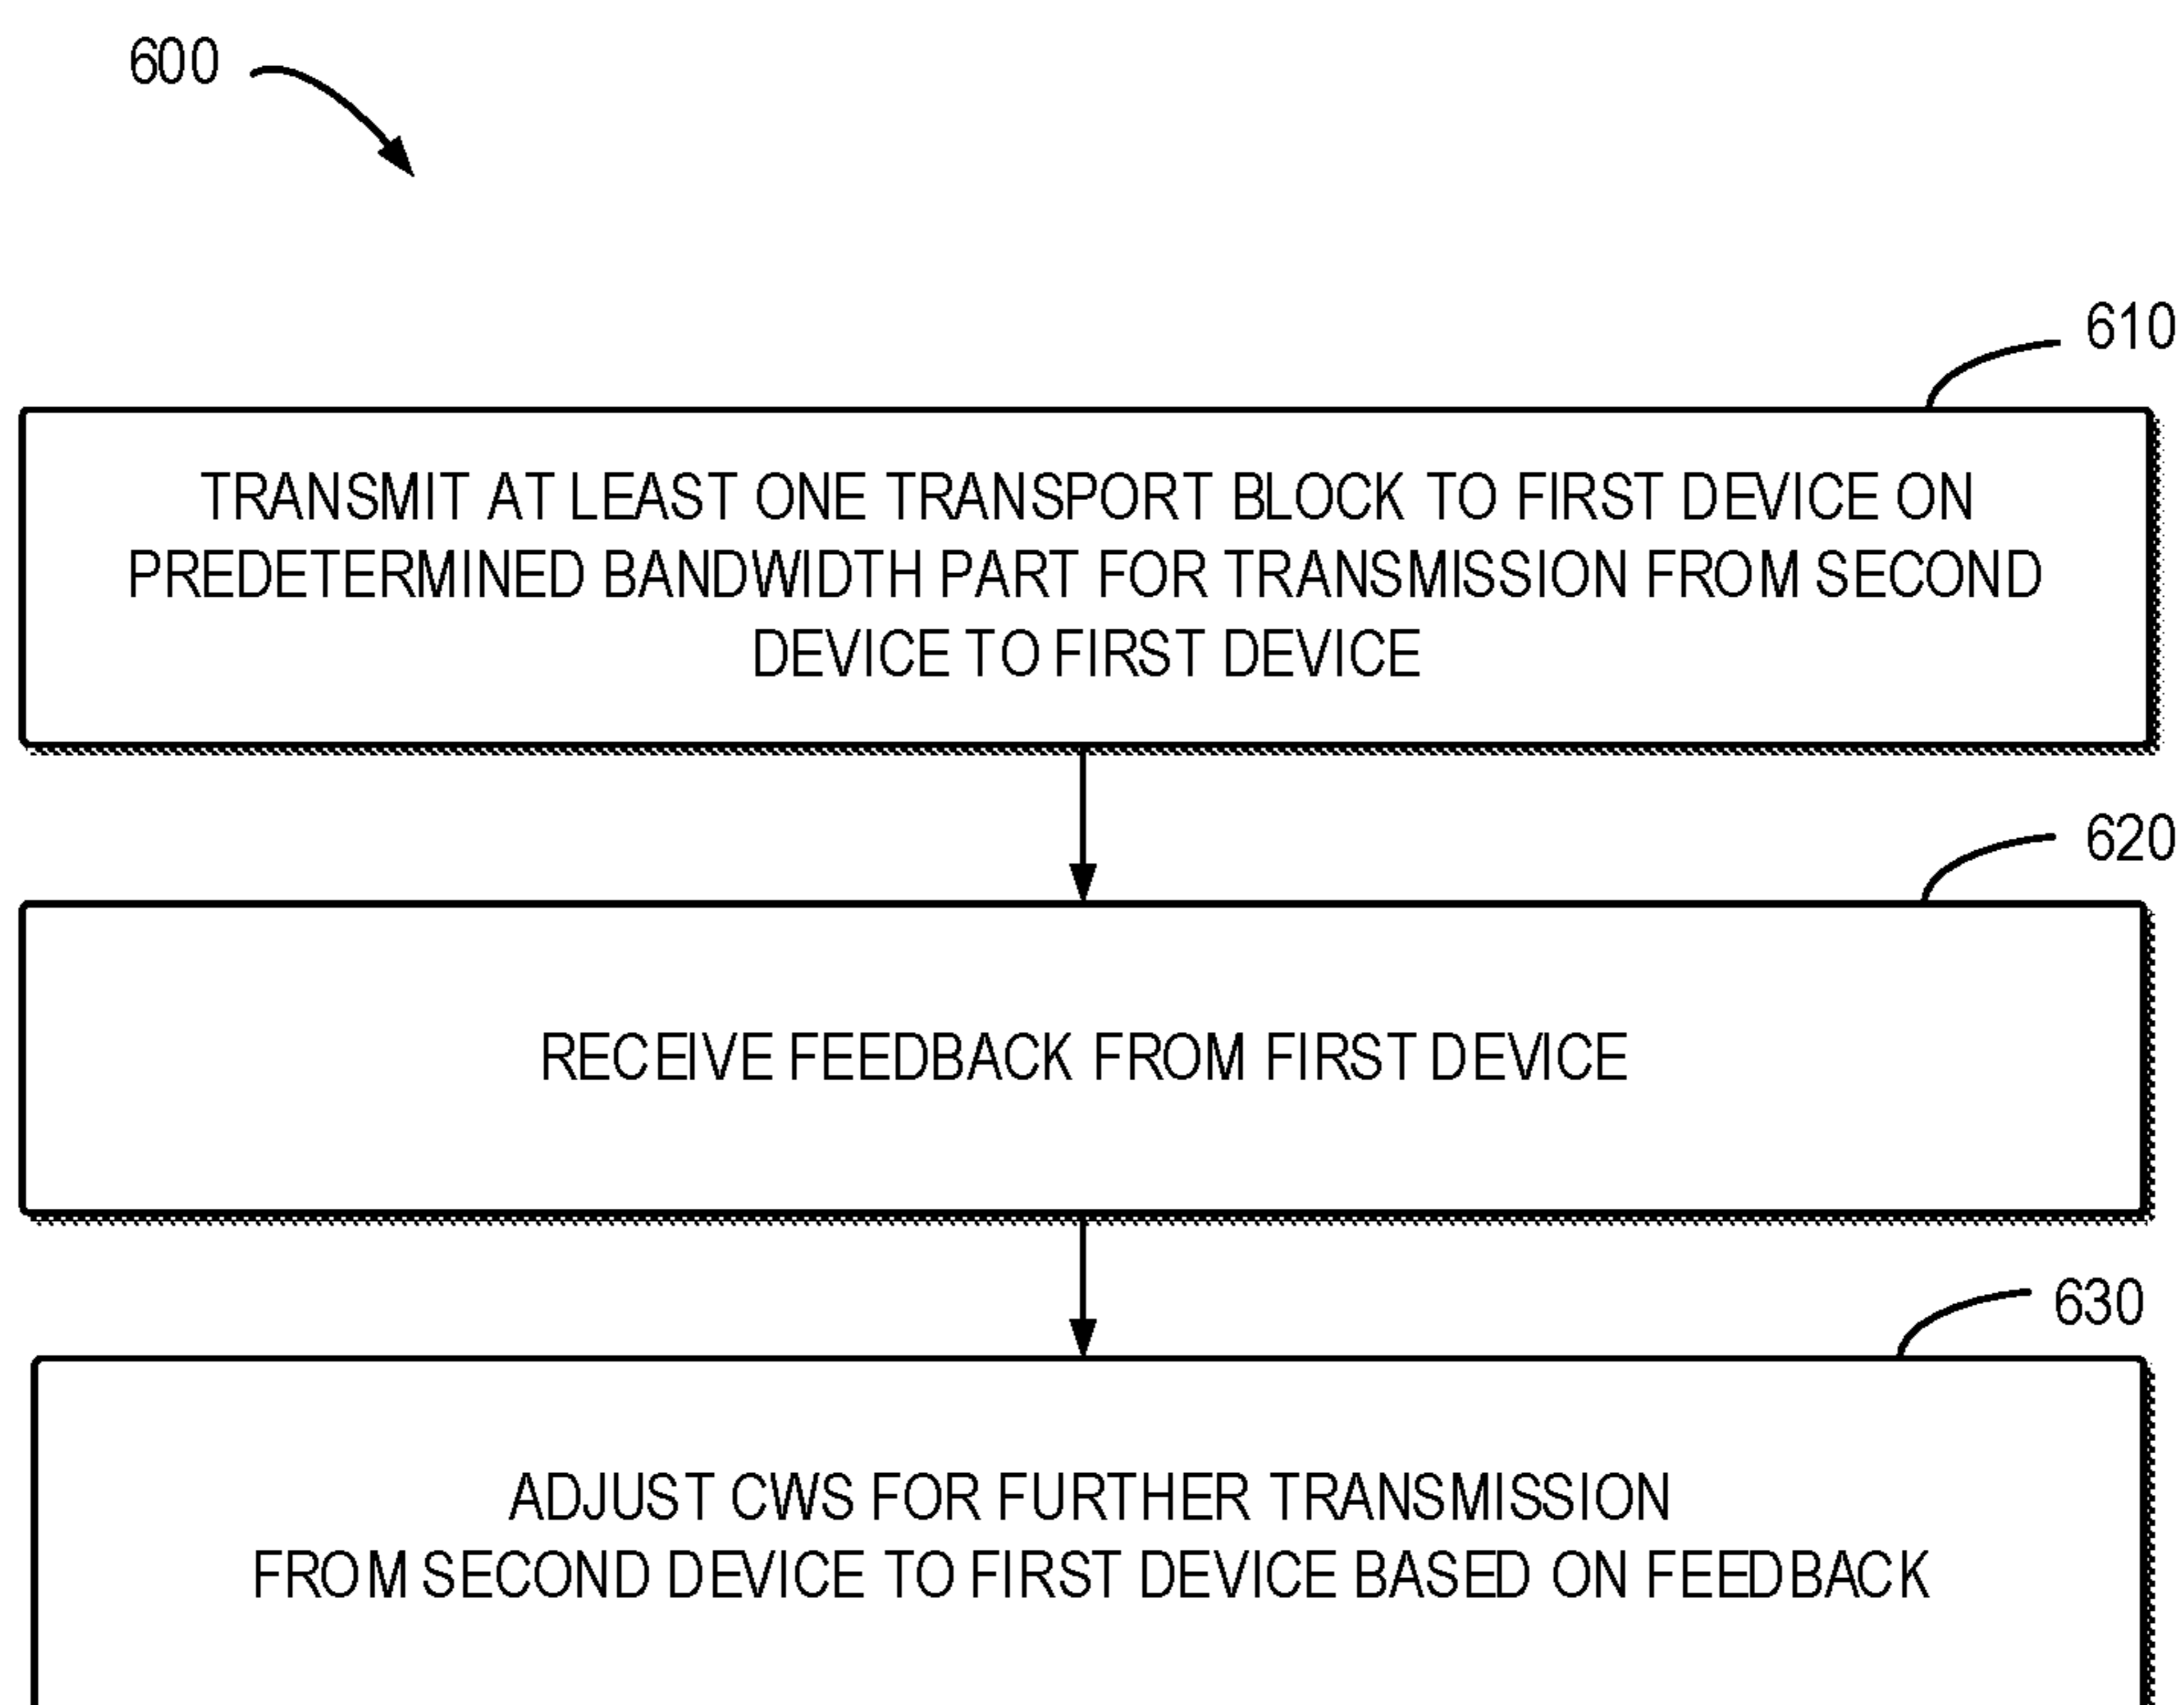 600
610
TRANSMIT AT LEAST ONE TRANSPORT BLOCK TO FIRST DEVICE ON
PREDETERMINED BANDWIDTH PART FOR TRANSMISSION FROM SECOND
DEVICE TO FIRST DEVICE
620
RECEIVE FEEDBACK FROM FIRST DEVICE
630
ADJUST CWS FOR FURTHER TRANSMISSION
FROM SECOND DEVICE TO FIRST DEVICE BASED ON FEEDBACK